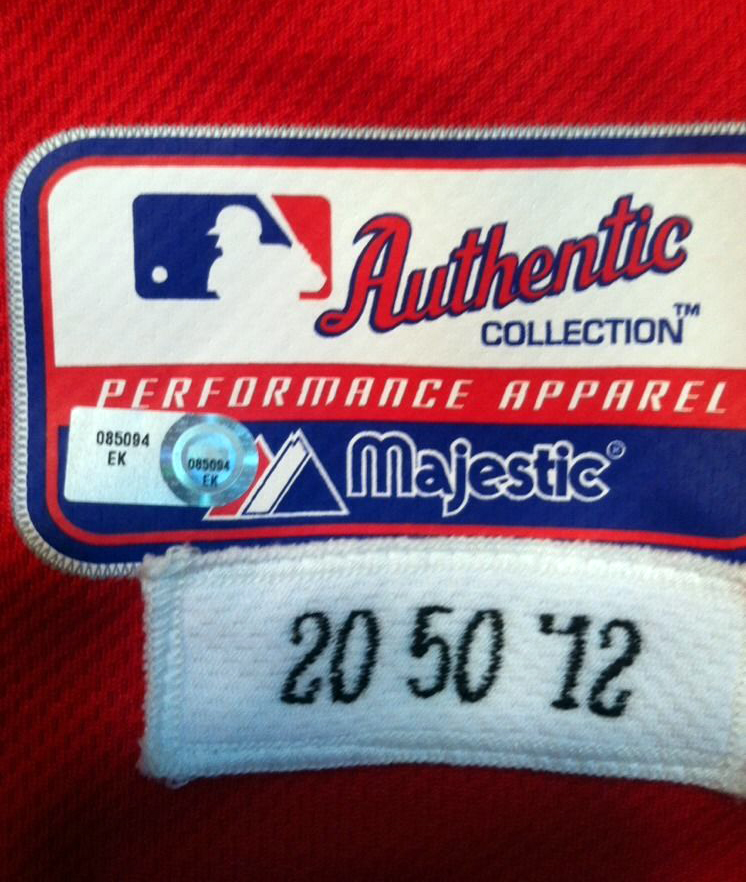 Authentic
COLLECTION™
PERFORMANCE APPAREL
085094
EK
085094
EK
Majestic®
20 50 '12